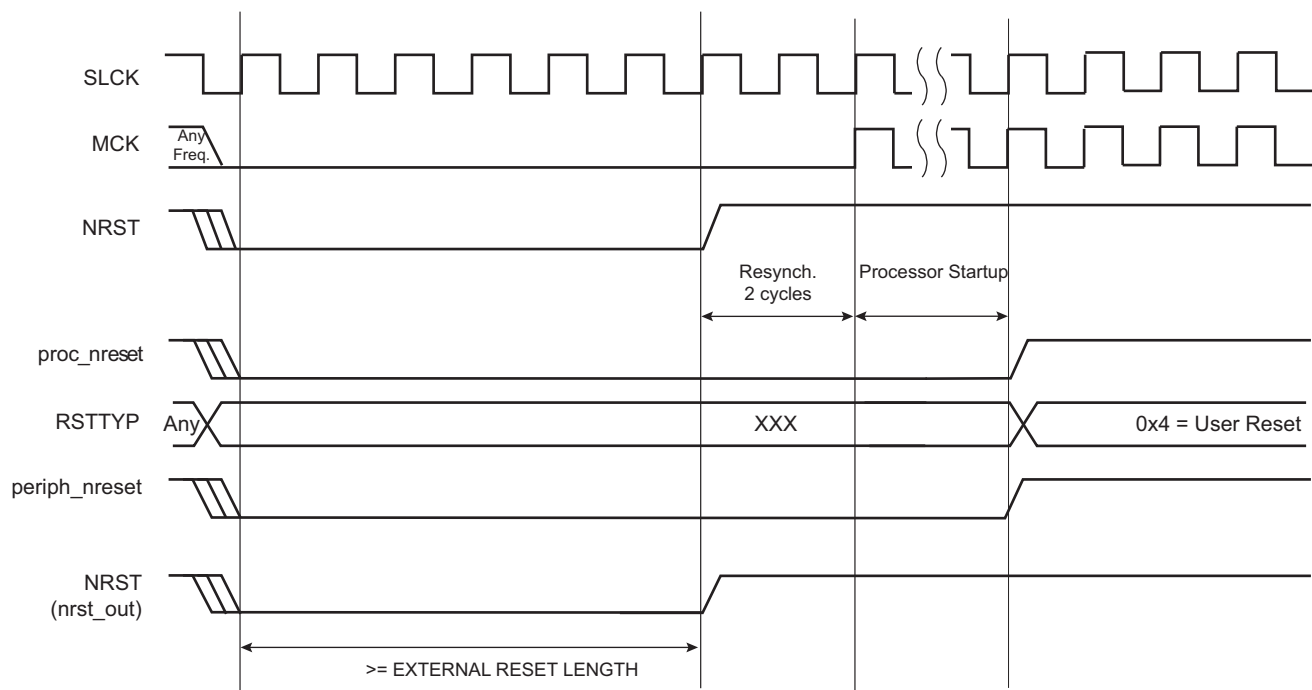 SLCK
MCK
Any
Freq.
NRST
Resynch.
2 cycles
Processor Startup
proc_nreset
RSTTYP
Any
XXX
0x4 = User Reset
periph_nreset
NRST
(nrst_out)
>= EXTERNAL RESET LENGTH